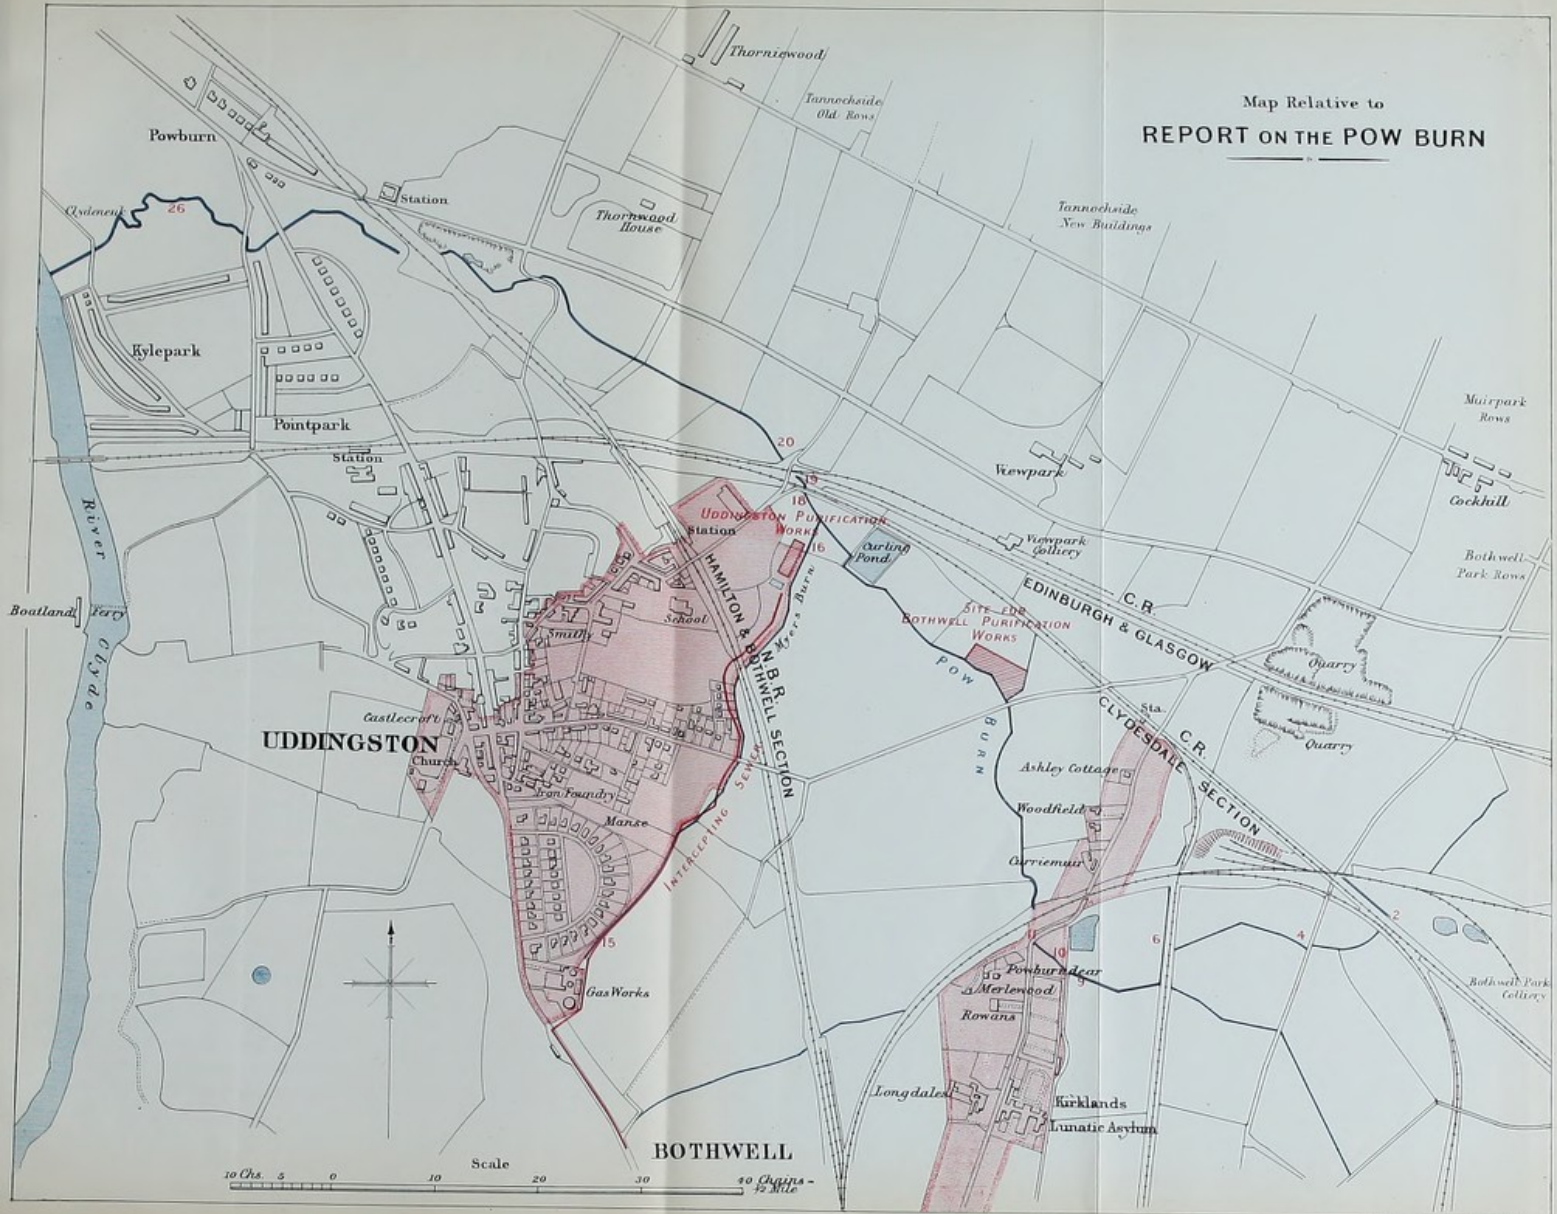 Map Relative to
REPORT ON THE POW BURN
Thorniewood
Tannochside
Old Rows
Powburn
Station
Clydeneuk
26
Thornwood
House
Tannochside
New Buildings
Kylepark
Pointpark
Station
Muirpark
Rows
Viewpark
Cockhill
20
19
18
UDDINGSTON PURIFICATION
WORKS
16
Station
Curling
Pond
Viewpark
Colliery
Bothwell
Park Rows
River
Clyde
Boatland
Ferry
HAMILTON &
BOTHWELL SECTION
N.B.R.
Myers Burn
C.R.
EDINBURGH & GLASGOW
SITE FOR
BOTHWELL PURIFICATION
WORKS
Smithy
School
POW
BURN
Quarry
Quarry
Castlecroft
UDDINGSTON
Church
Sta.
C.R.
CLYDESDALE SECTION
Iron Foundry
Manse
INTERCEPTING SEWER
Ashley Cottage
Woodfield
Curriemuir
15
11
10
9
6
4
2
Gas Works
Powburndear
Merlewood
Rowans
Bothwell Park
Colliery
Longdales
Kirklands
Lunatic Asylum
BOTHWELL
Scale
10 Chs. 5 0 10 20 30 40 Chains =
½ Mile